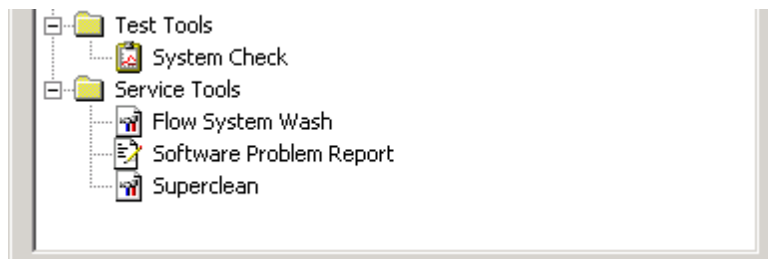 Test Tools
System Check
Service Tools
Flow System Wash
Software Problem Report
Superclean